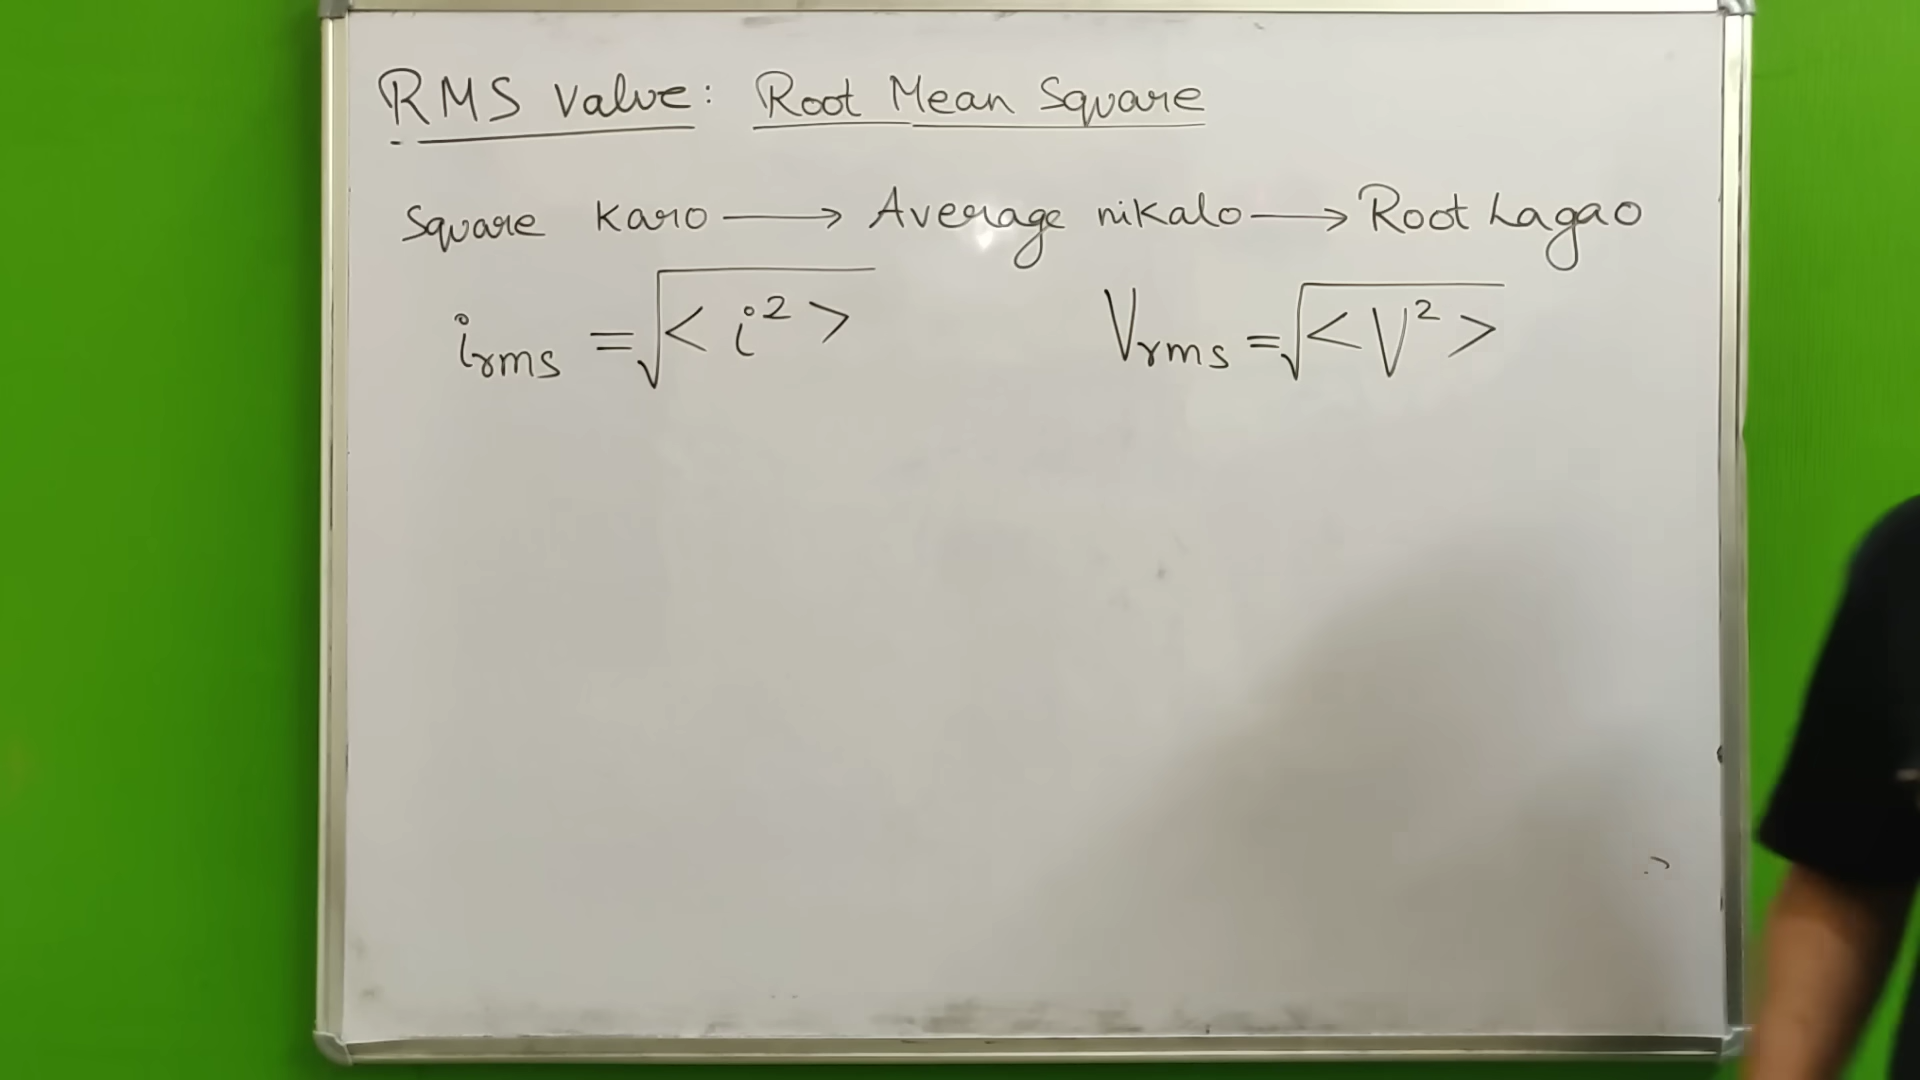 RMS Value: Root Mean Square
Square Karo → Average nikalo → Root Lagao
i_rms = √<i²>    V_rms = √<V²>